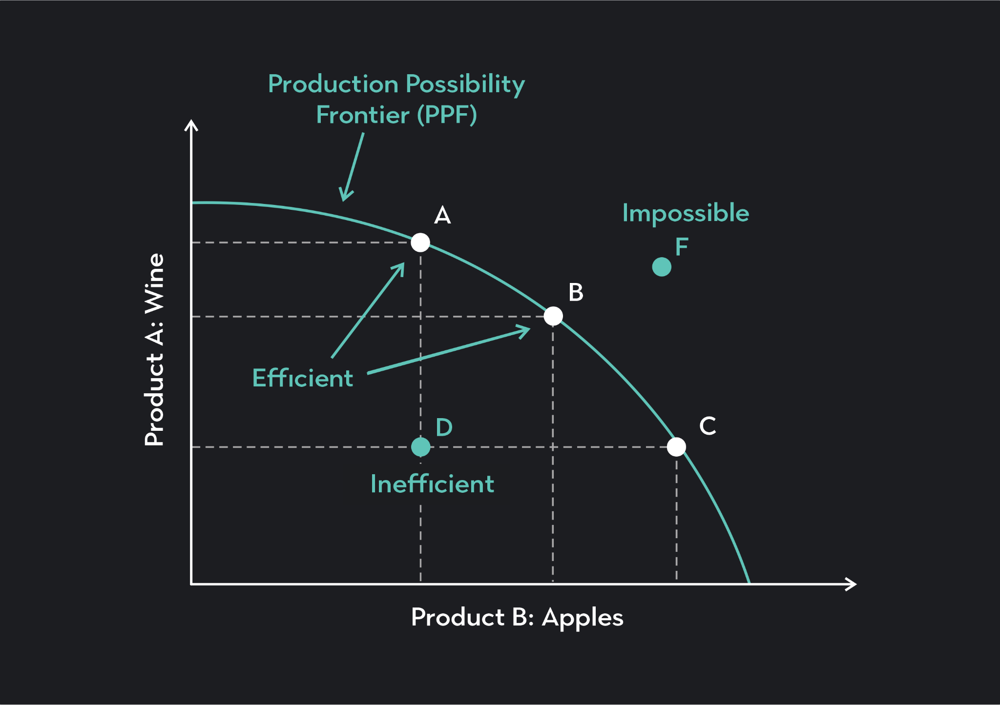 Production Possibility
Frontier (PPF)
A
Impossible
F
B
Product A: Wine
Efficient
D
C
Inefficient
Product B: Apples